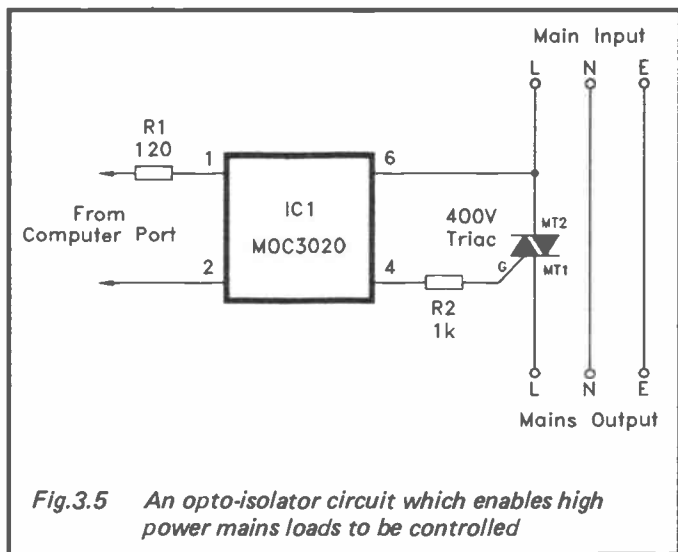 Main Input
L N E
R1
120
1
6
From
Computer Port
IC1
MOC3020
400V
Triac
MT2
MT1
G
2
4
R2
1k
L N E
Mains Output
Fig.3.5 An opto-isolator circuit which enables high
power mains loads to be controlled